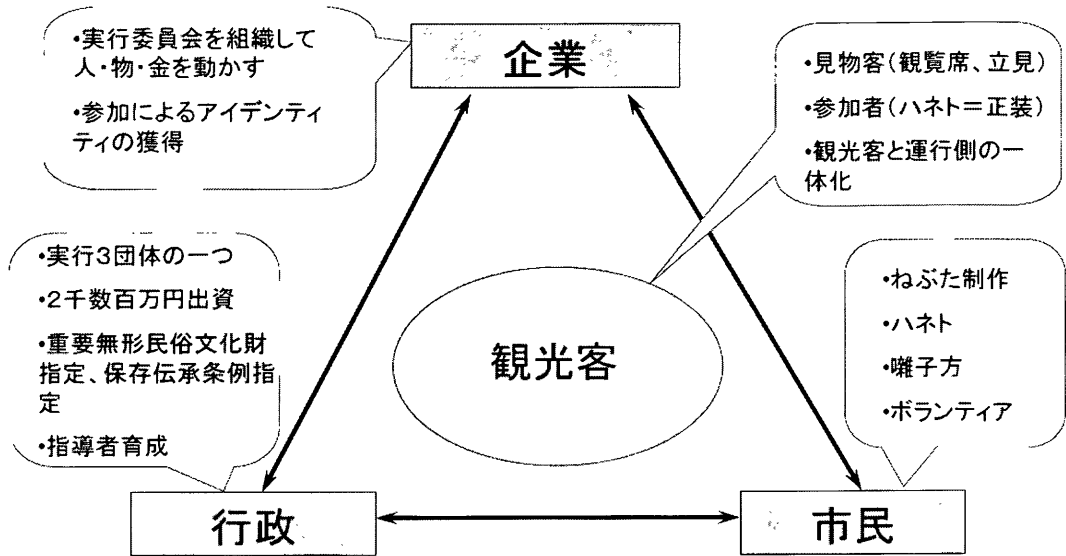 ・実行委員会を組織して
人・物・金を動かす
・参加によるアイデンティ
ティの獲得
企業
・見物客(観覧席、立見)
・参加者(ハネト＝正装)
・観光客と運行側の一
体化
・実行３団体の一つ
・２千数百万円出資
・重要無形民俗文化財
指定、保存伝承条例指
定
・指導者育成
観光客
・ねぶた制作
・ハネト
・囃子方
・ボランティア
行政
市民